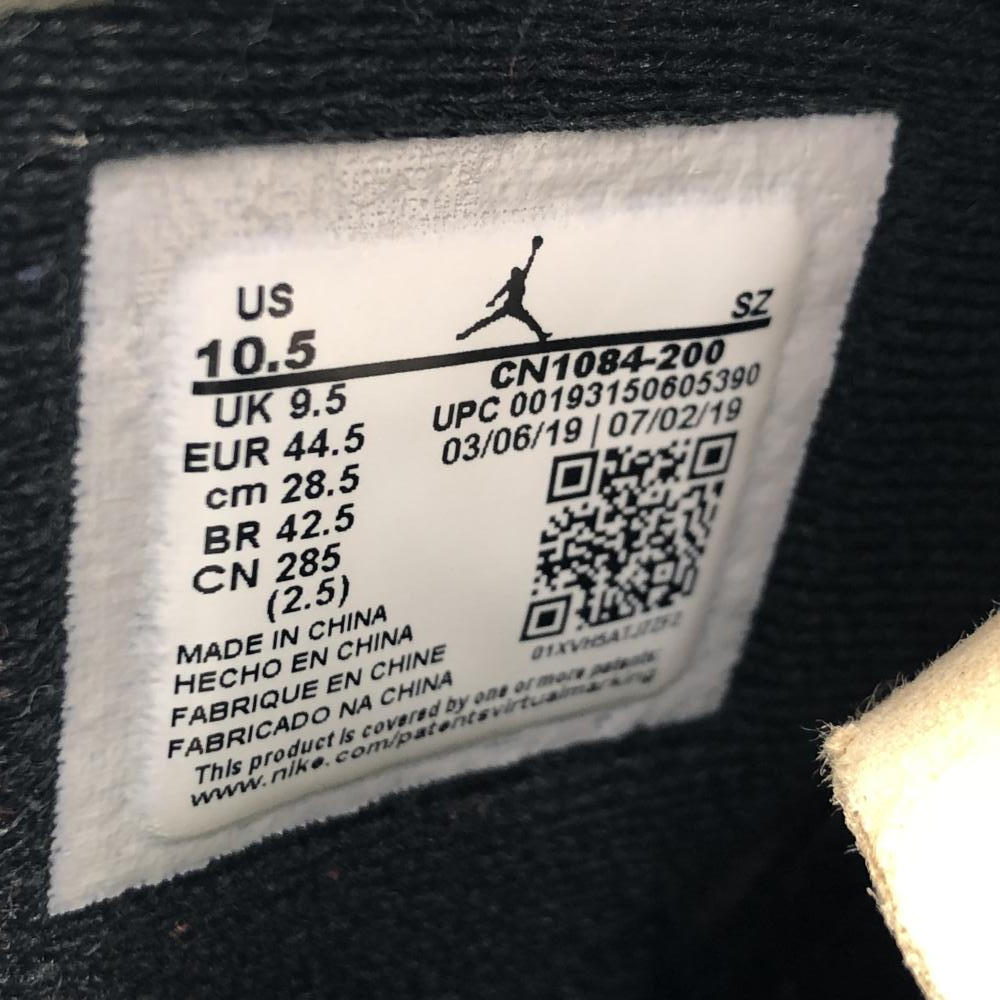 US
10.5
UK 9.5
EUR 44.5
cm 28.5
BR 42.5
CN 285
(2.5)
SZ
CN1084-200
UPC 00193150605390
03/06/19 | 07/02/19
MADE IN CHINA
HECHO EN CHINA
FABRIQUE EN CHINE
FABRICADO NA CHINA
This product is covered by one or more patents:
www.nike.com/patentsvirtualmarking